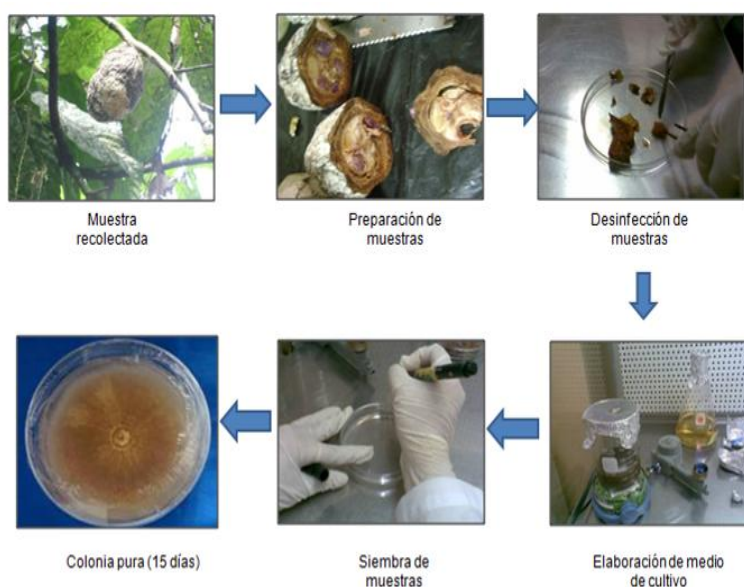 Muestra
recolectada
Preparación de
muestras
Desinfección de
muestras
Elaboración de medio
de cultivo
Siembra de
muestras
Colonia pura (15 días)